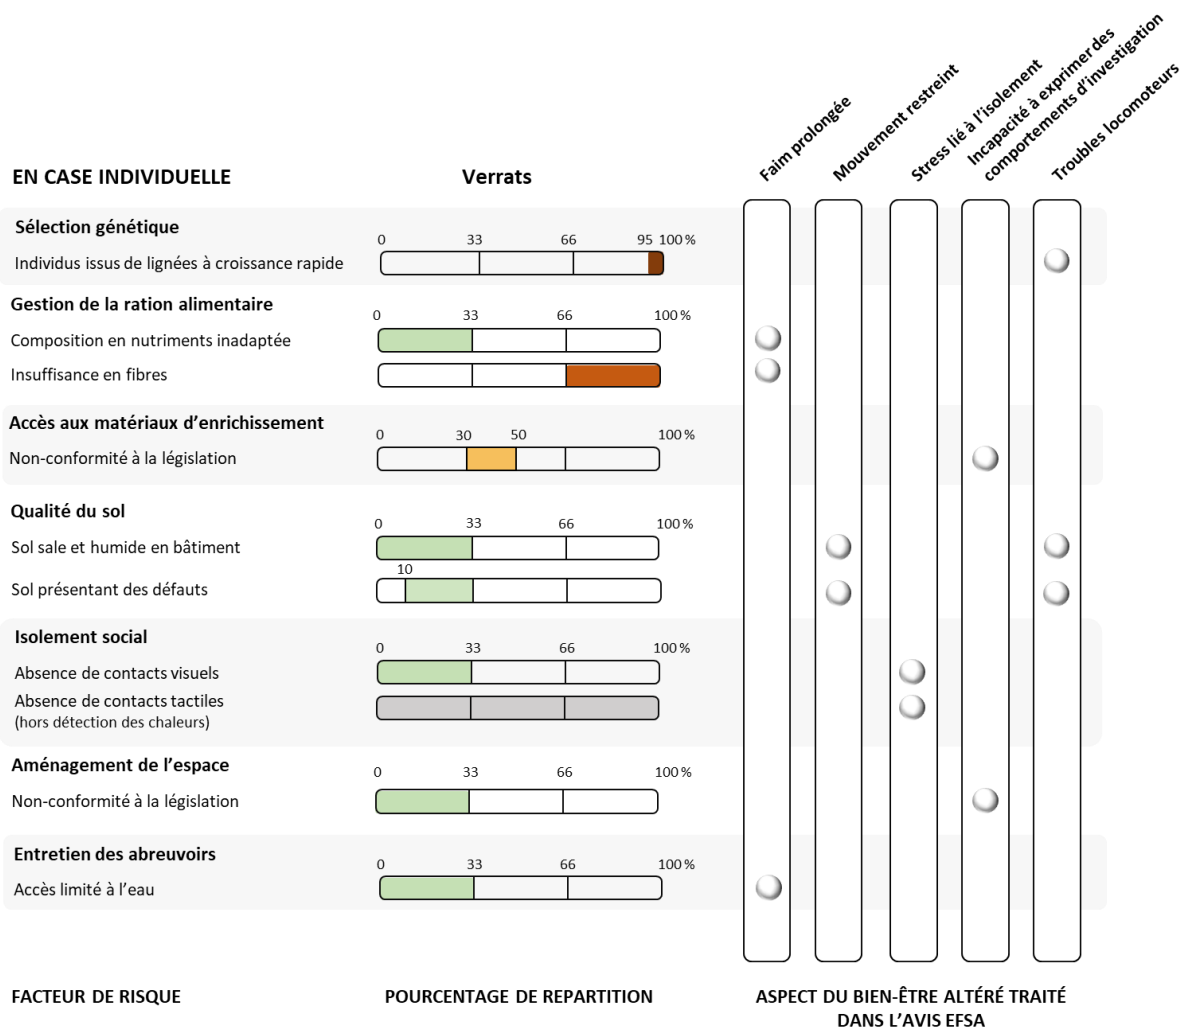 Faim prolongée
Mouvement restreint
Stress lié à l'isolement
Incapacité à exprimer des
comportements d'investigation
Troubles locomoteurs
EN CASE INDIVIDUELLE
Verrats
Sélection génétique
0 33 66 95 100 %
Individus issus de lignées à croissance rapide
Gestion de la ration alimentaire
0 33 66 100 %
Composition en nutriments inadaptée
Insuffisance en fibres
Accès aux matériaux d'enrichissement
0 30 50 100 %
Non-conformité à la législation
Qualité du sol
0 33 66 100 %
Sol sale et humide en bâtiment
10
Sol présentant des défauts
Isolement social
0 33 66 100 %
Absence de contacts visuels
Absence de contacts tactiles
(hors détection des chaleurs)
Aménagement de l'espace
0 33 66 100 %
Non-conformité à la législation
Entretien des abreuvoirs
0 33 66 100 %
Accès limité à l'eau
FACTEUR DE RISQUE
POURCENTAGE DE REPARTITION
ASPECT DU BIEN-ÊTRE ALTÉRÉ TRAITÉ
DANS L'AVIS EFSA